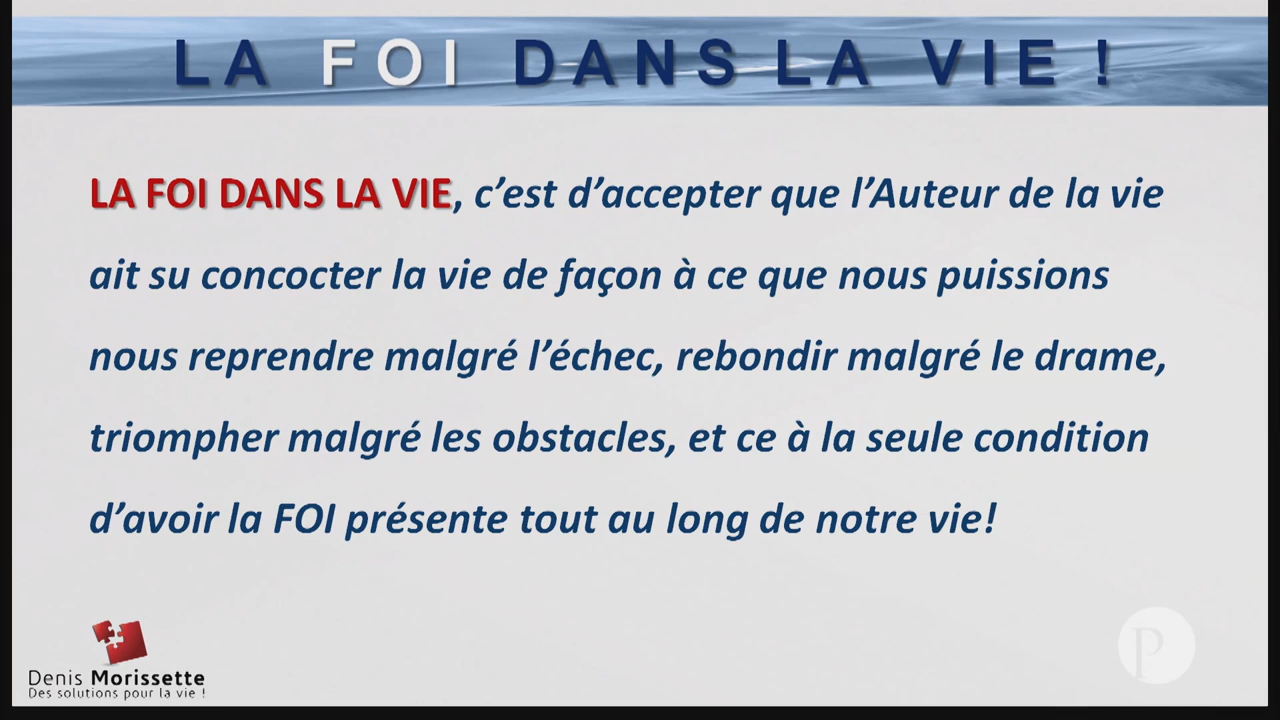 LA FOI DANS LA VIE !
LA FOI DANS LA VIE, c’est d’accepter que l’Auteur de la vie
ait su concocter la vie de façon à ce que nous puissions
nous reprendre malgré l’échec, rebondir malgré le drame,
triompher malgré les obstacles, et ce à la seule condition
d’avoir la FOI présente tout au long de notre vie!
Denis Morissette
Des solutions pour la vie !
P